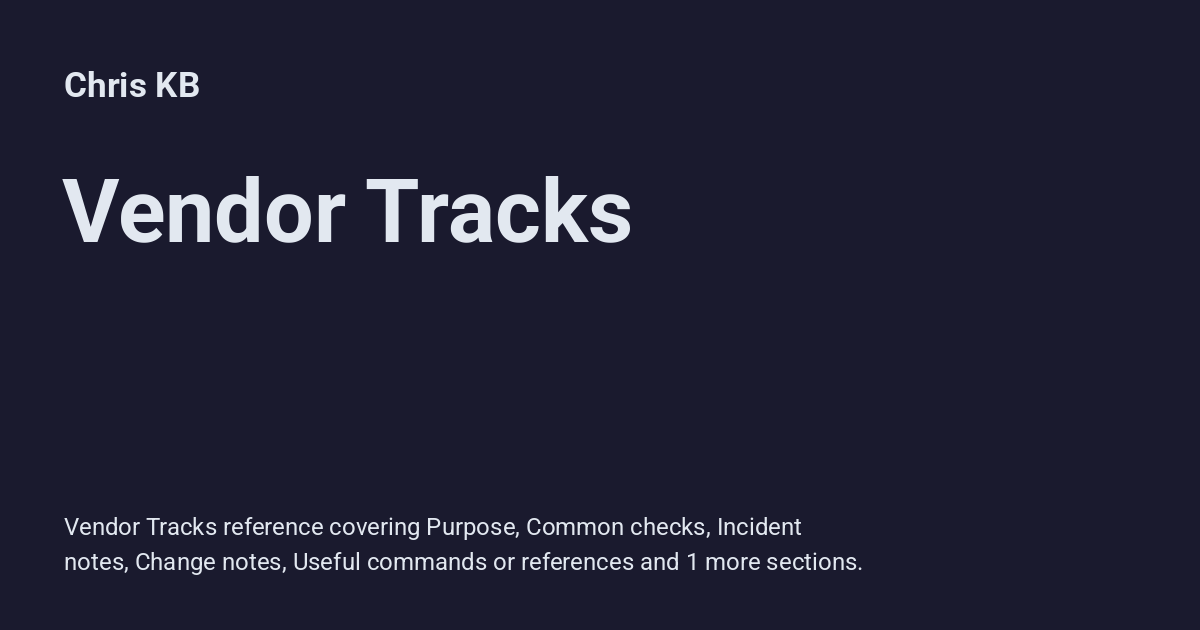 Chris KB
Vendor Tracks
Vendor Tracks reference covering Purpose, Common checks, Incident
notes, Change notes, Useful commands or references and 1 more sections.